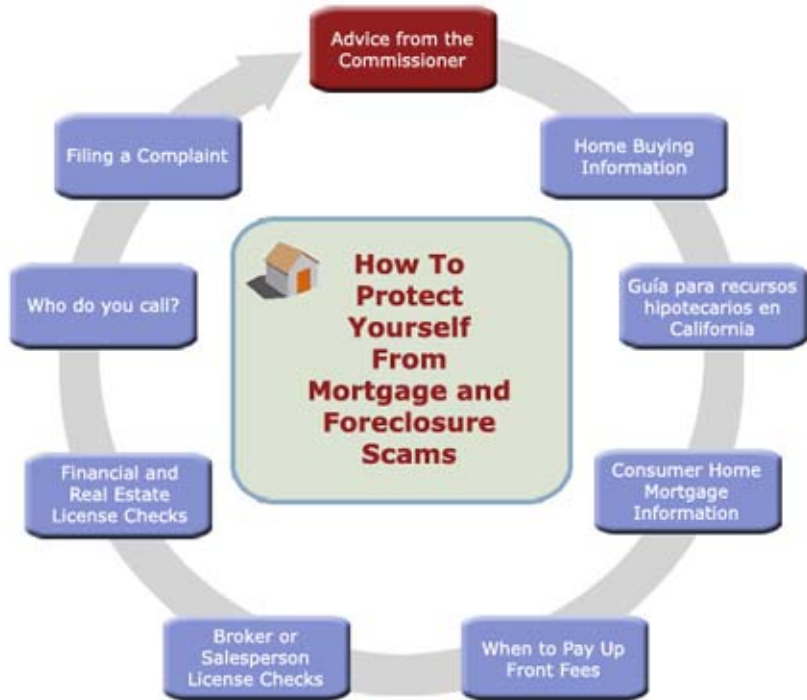 Advice from the
Commissioner
Home Buying
Information
Guía para recursos
hipotecarios en
California
Consumer Home
Mortgage
Information
When to Pay Up
Front Fees
Broker or
Salesperson
License Checks
Financial and
Real Estate
License Checks
Who do you call?
Filing a Complaint
How To
Protect
Yourself
From
Mortgage and
Foreclosure
Scams